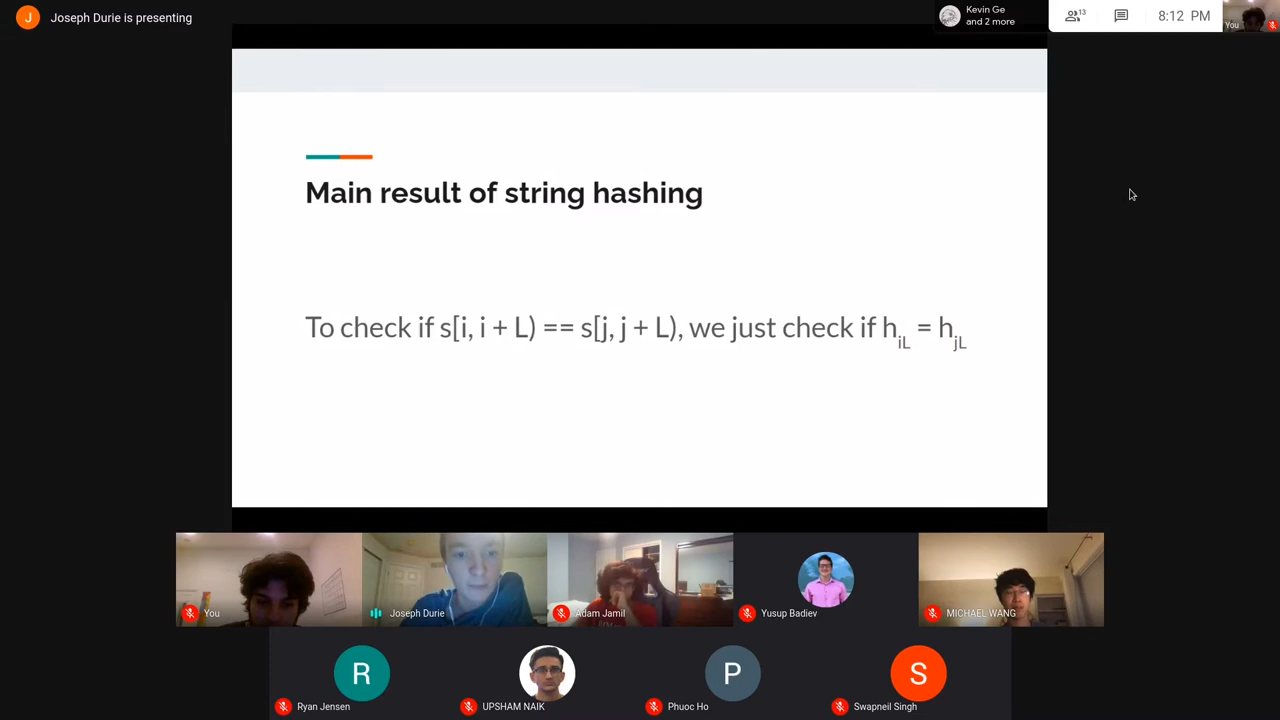 J Joseph Durie is presenting
Kevin Ge
and 2 more
13
8:12 PM
You
Main result of string hashing
To check if s[i, i + L) == s[j, j + L), we just check if h_iL = h_jL
You
Joseph Durie
Adam Jamil
Yusup Badiev
MICHAEL WANG
R
P
S
Ryan Jensen
UPSHAM NAIK
Phuoc Ho
Swapneil Singh